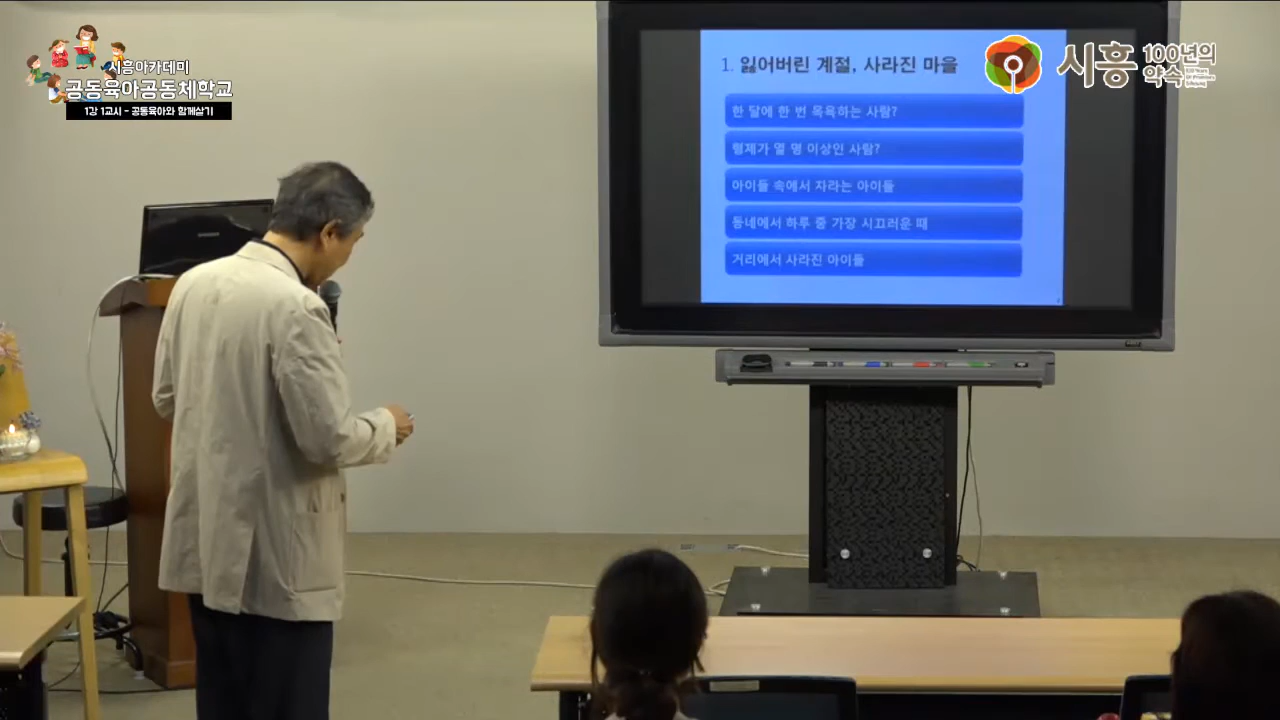 시흥아카데미
공동육아공동체학교
1강 1교시 - 공동육아와 함께살기
1. 잃어버린 계절, 사라진 마을
한 달에 한 번 목욕하는 사람?
형제가 열 명 이상인 사람?
아이들 속에서 자라는 아이들
동네에서 하루 중 가장 시끄러운 때
거리에서 사라진 아이들
시흥
100년의
약속